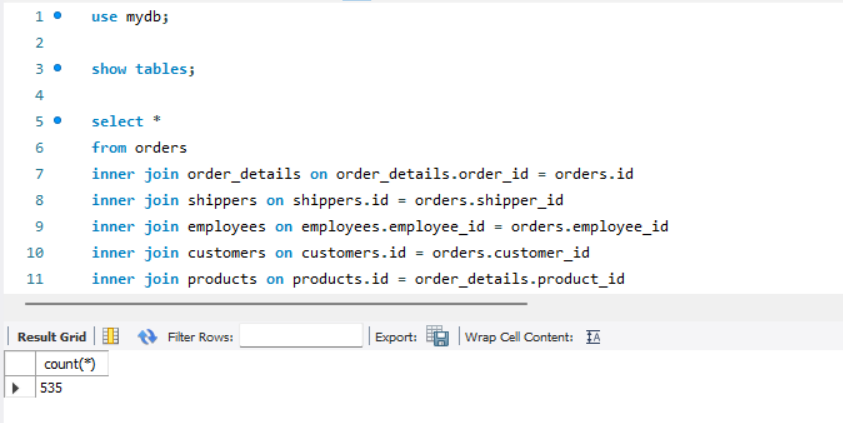 1 use mydb;
2
3 show tables;
4
5 select *
6 from orders
7 inner join order_details on order_details.order_id = orders.id
8 inner join shippers on shippers.id = orders.shipper_id
9 inner join employees on employees.employee_id = orders.employee_id
10 inner join customers on customers.id = orders.customer_id
11 inner join products on products.id = order_details.product_id
Result Grid Filter Rows: Export: Wrap Cell Content: IA
count(*)
535